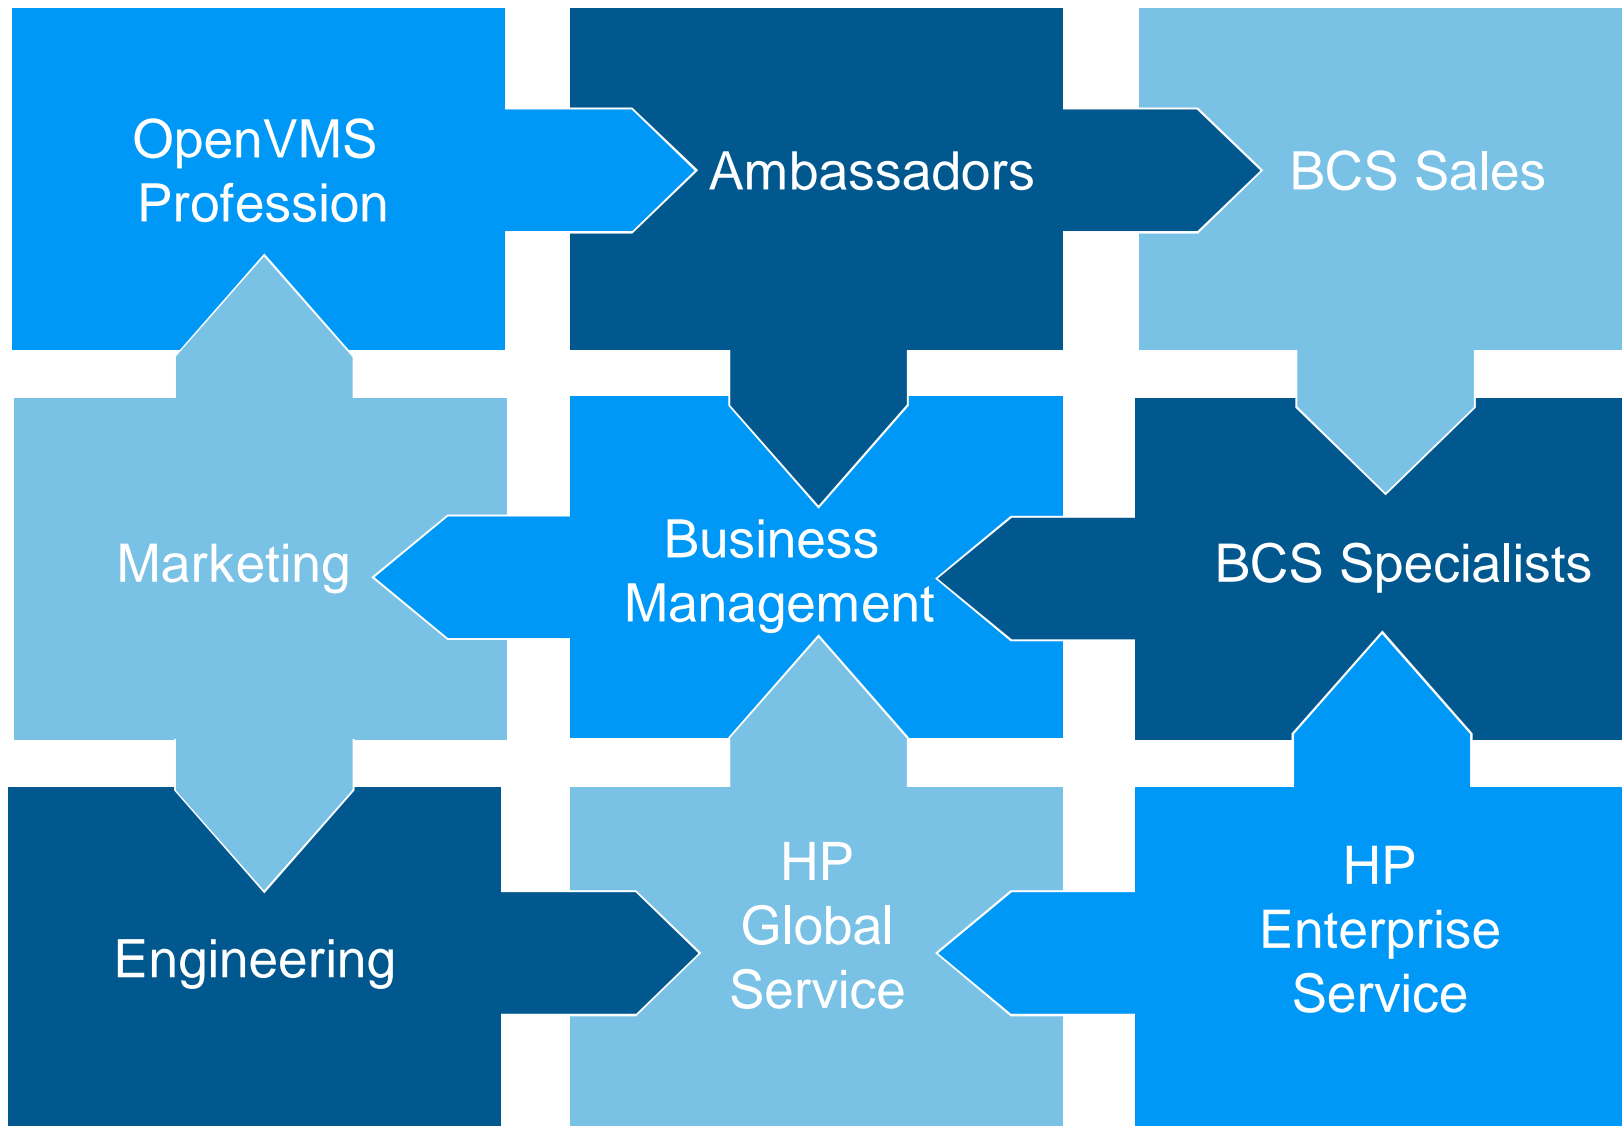 OpenVMS
Profession
Ambassadors
BCS Sales
Marketing
Business
Management
BCS Specialists
Engineering
HP
Global
Service
HP
Enterprise
Service